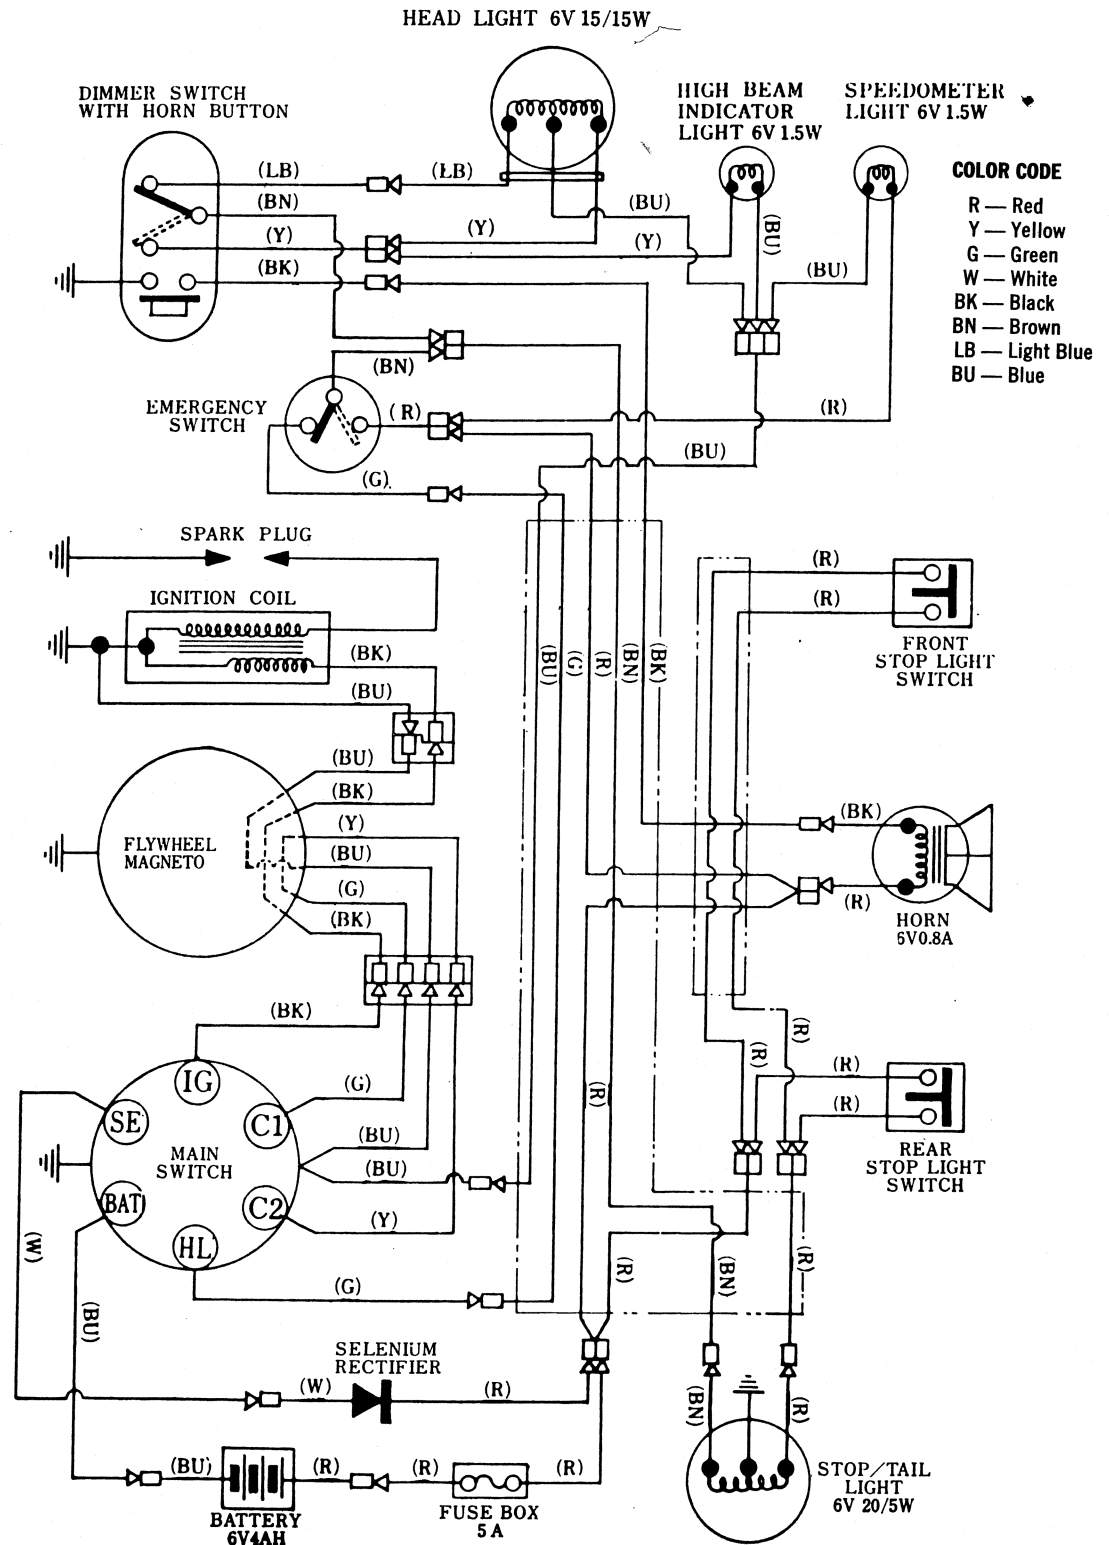 HEAD LIGHT 6V 15/15W
DIMMER SWITCH
WITH HORN BUTTON
HIGH BEAM
INDICATOR
LIGHT 6V 1.5W
SPEEDOMETER
LIGHT 6V 1.5W
COLOR CODE
R — Red
Y — Yellow
G — Green
W — White
BK — Black
BN — Brown
LB — Light Blue
BU — Blue
(LB)
(LB)
(BN)
(BU)
(Y)
(Y)
(Y)
(BU)
(BK)
(BU)
(BN)
EMERGENCY
SWITCH
(R)
(R)
(BU)
(G)
SPARK PLUG
IGNITION COIL
(BK)
(BU)
(BU)
(G)
(R)
(BN)
(BK)
(R)
(R)
FRONT
STOP LIGHT
SWITCH
(BU)
(BK)
(Y)
(BU)
(G)
(BK)
FLYWHEEL
MAGNETO
(BK)
(R)
HORN
6V0.8A
(BK)
IG
SE
C1
MAIN
SWITCH
BAT
C2
HL
(G)
(BU)
(BU)
(Y)
(G)
(W)
(BU)
(R)
(R)
(R)
(R)
(R)
REAR
STOP LIGHT
SWITCH
(R)
(BN)
(R)
SELENIUM
RECTIFIER
(W)
(R)
(BU)
(R)
(R)
(R)
BATTERY
6V4AH
FUSE BOX
5A
(BN)
(R)
STOP/TAIL
LIGHT
6V 20/5W